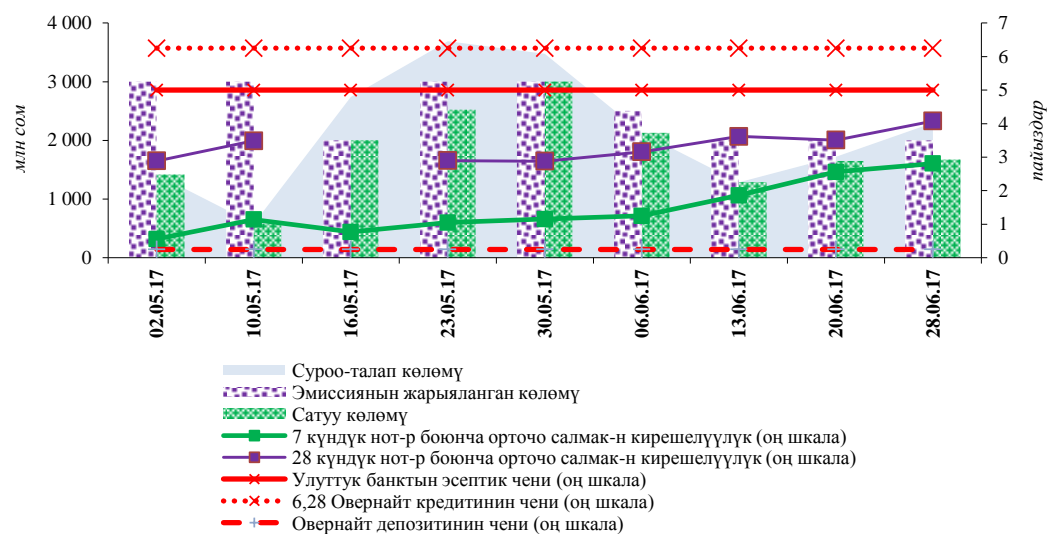 4 000
3 000
2 000
1 000
0
млн сом
7
6
5
4
3
2
1
0
пайыздар
02.05.17
10.05.17
16.05.17
23.05.17
30.05.17
06.06.17
13.06.17
20.06.17
28.06.17
Суроо-талап көлөмү
Эмиссиянын жарыяланган көлөмү
Сатуу көлөмү
7 күндүк нот-р боюнча орточо салмак-н кирешелүүлүк (оң шкала)
28 күндүк нот-р боюнча орточо салмак-н кирешелүүлүк (оң шкала)
Улуттук банктын эсептик чени (оң шкала)
6,28 Овернайт кредитинин чени (оң шкала)
Овернайт депозитинин чени (оң шкала)